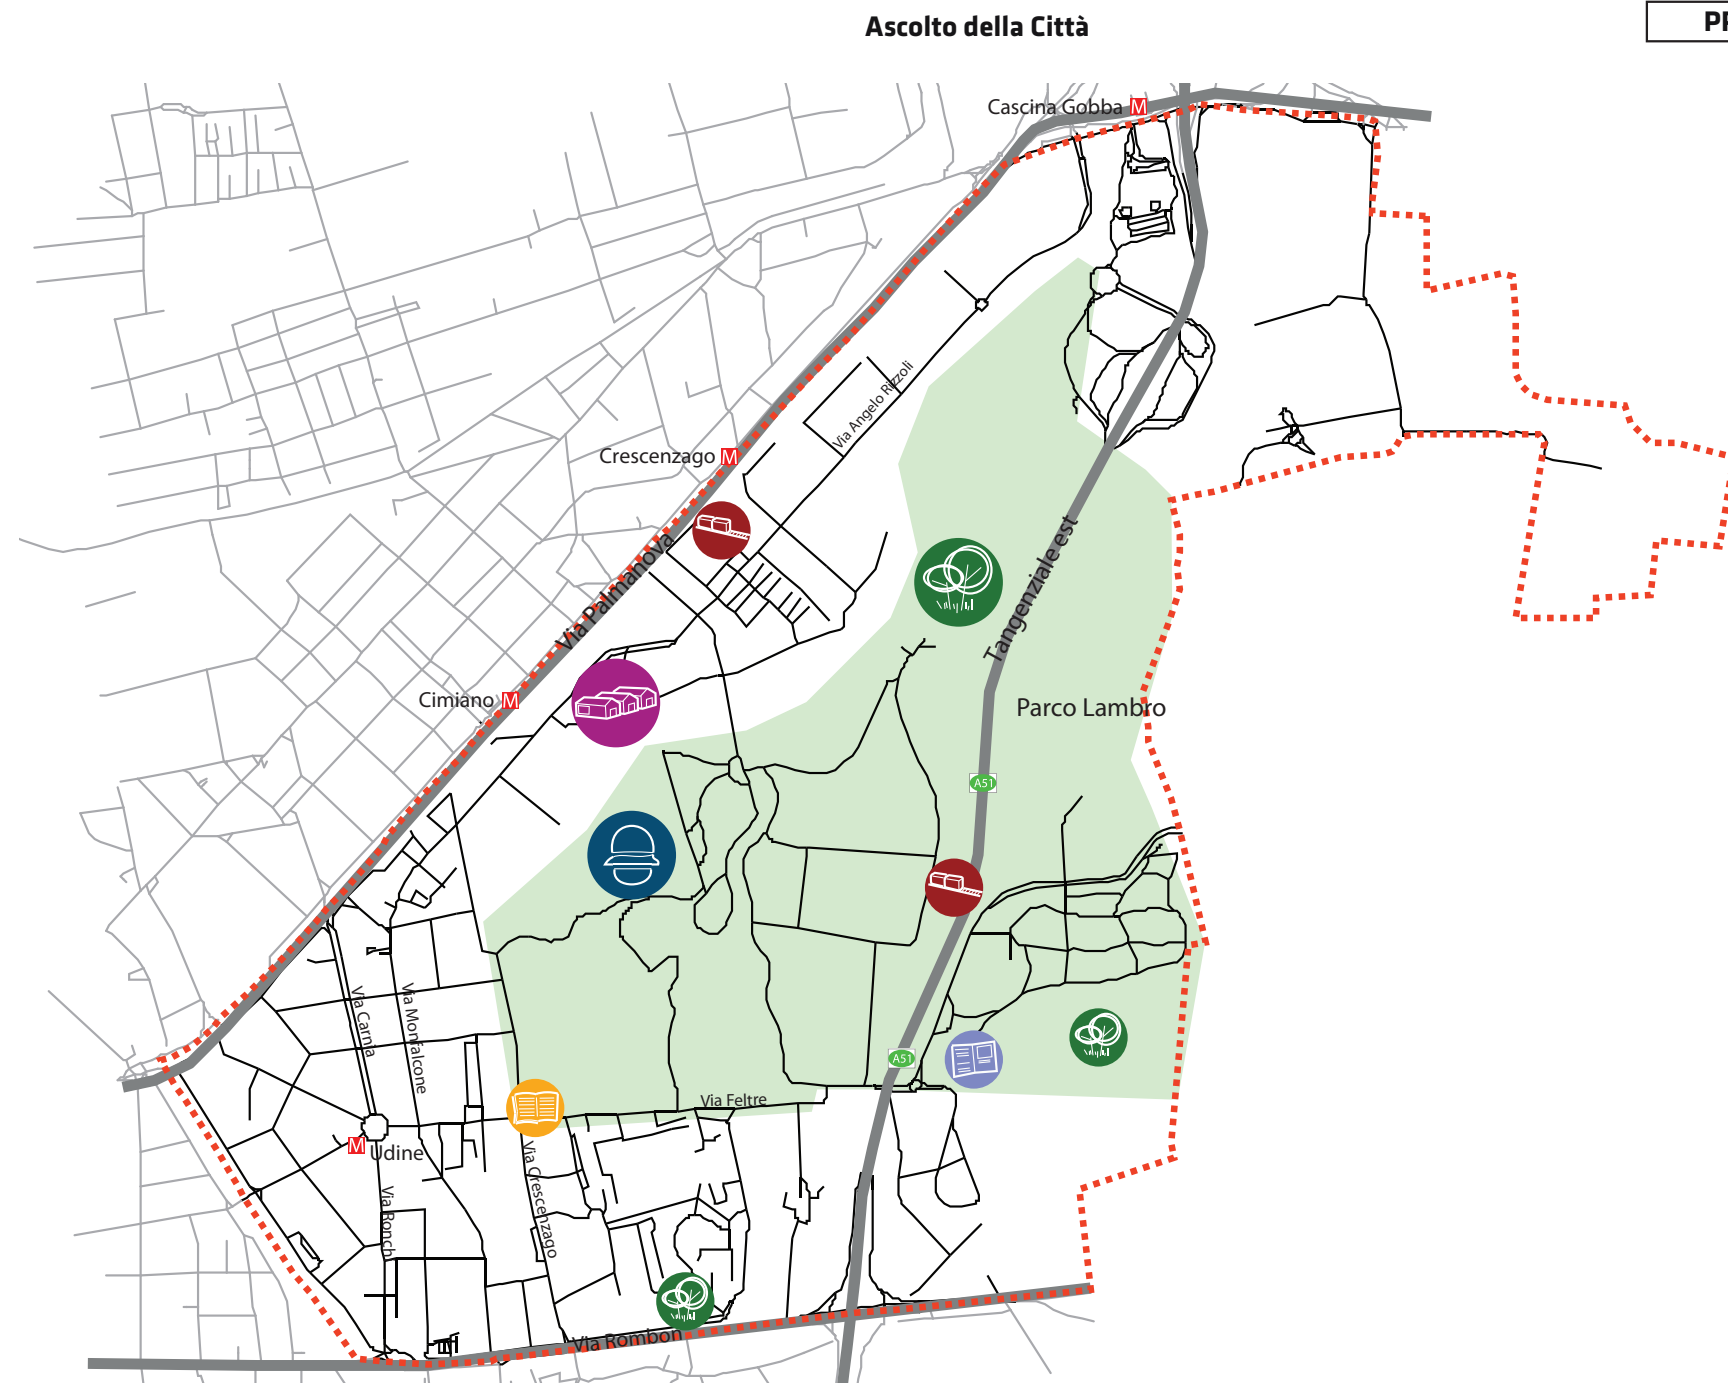 Ascolto della Città
Cascina Gobba M
Via Angelo Rizzoli
Crescenzago M
Via Palmanova
Tangenziale est
Cimiano M
Parco Lambro
A51
Via Carnia
Via Monfalcone
A51
Via Feltre
M Udine
Via Crescenzago
Via Ronchi
Via Rombon